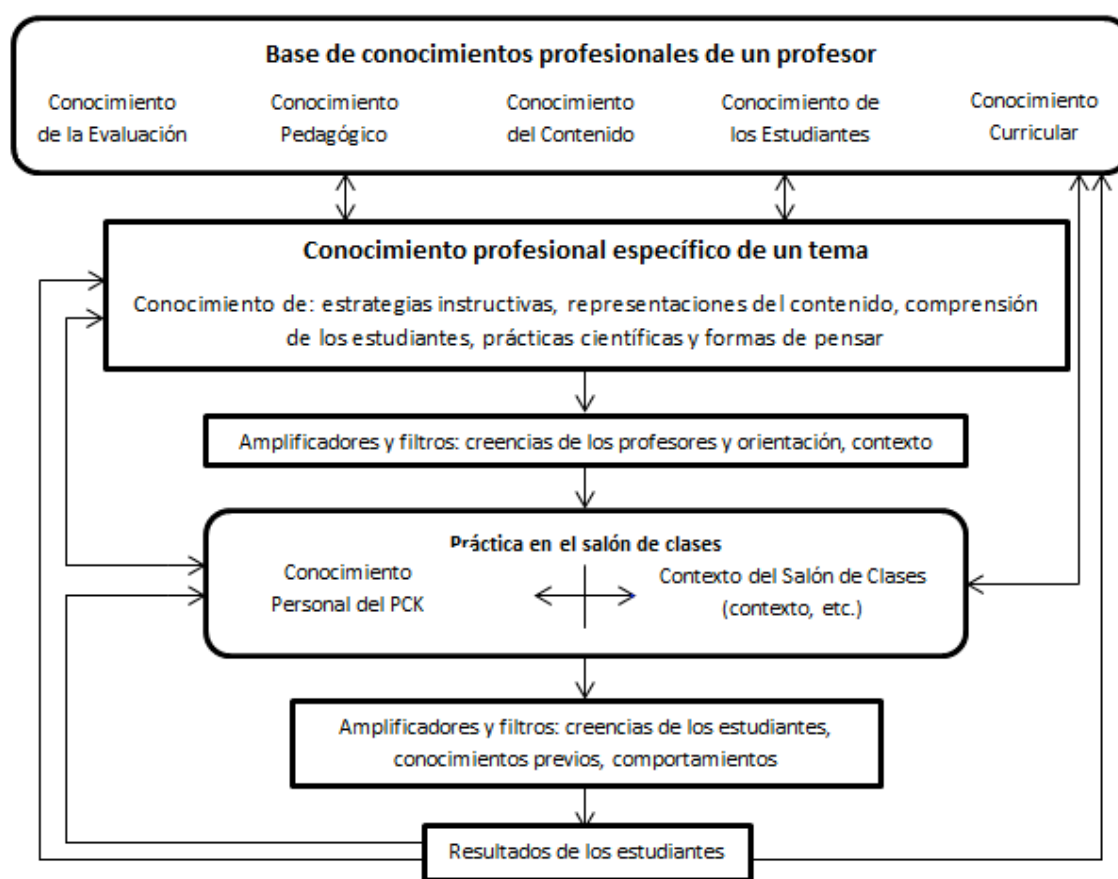 Base de conocimientos profesionales de un profesor
Conocimiento de la Evaluación
Conocimiento Pedagógico
Conocimiento del Contenido
Conocimiento de los Estudiantes
Conocimiento Curricular
Conocimiento profesional específico de un tema
Conocimiento de: estrategias instructivas, representaciones del contenido, comprensión
de los estudiantes, prácticas científicas y formas de pensar
Amplificadores y filtros: creencias de los profesores y orientación, contexto
Práctica en el salón de clases
Conocimiento
Personal del PCK
Contexto del Salón de Clases
(contexto, etc.)
Amplificadores y filtros: creencias de los estudiantes,
conocimientos previos, comportamientos
Resultados de los estudiantes